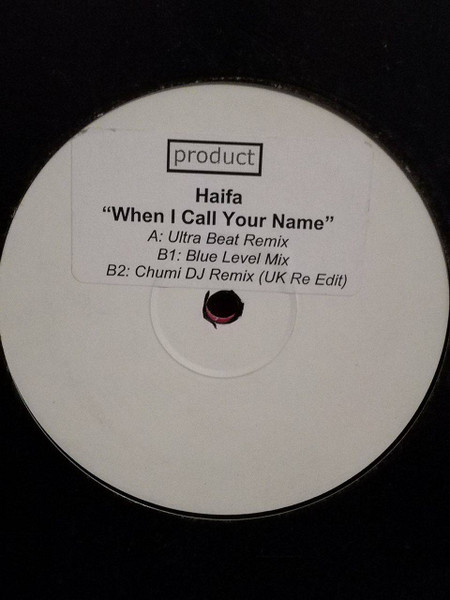 product
Haifa
“When I Call Your Name”
A: Ultra Beat Remix
B1: Blue Level Mix
B2: Chumi DJ Remix (UK Re Edit)